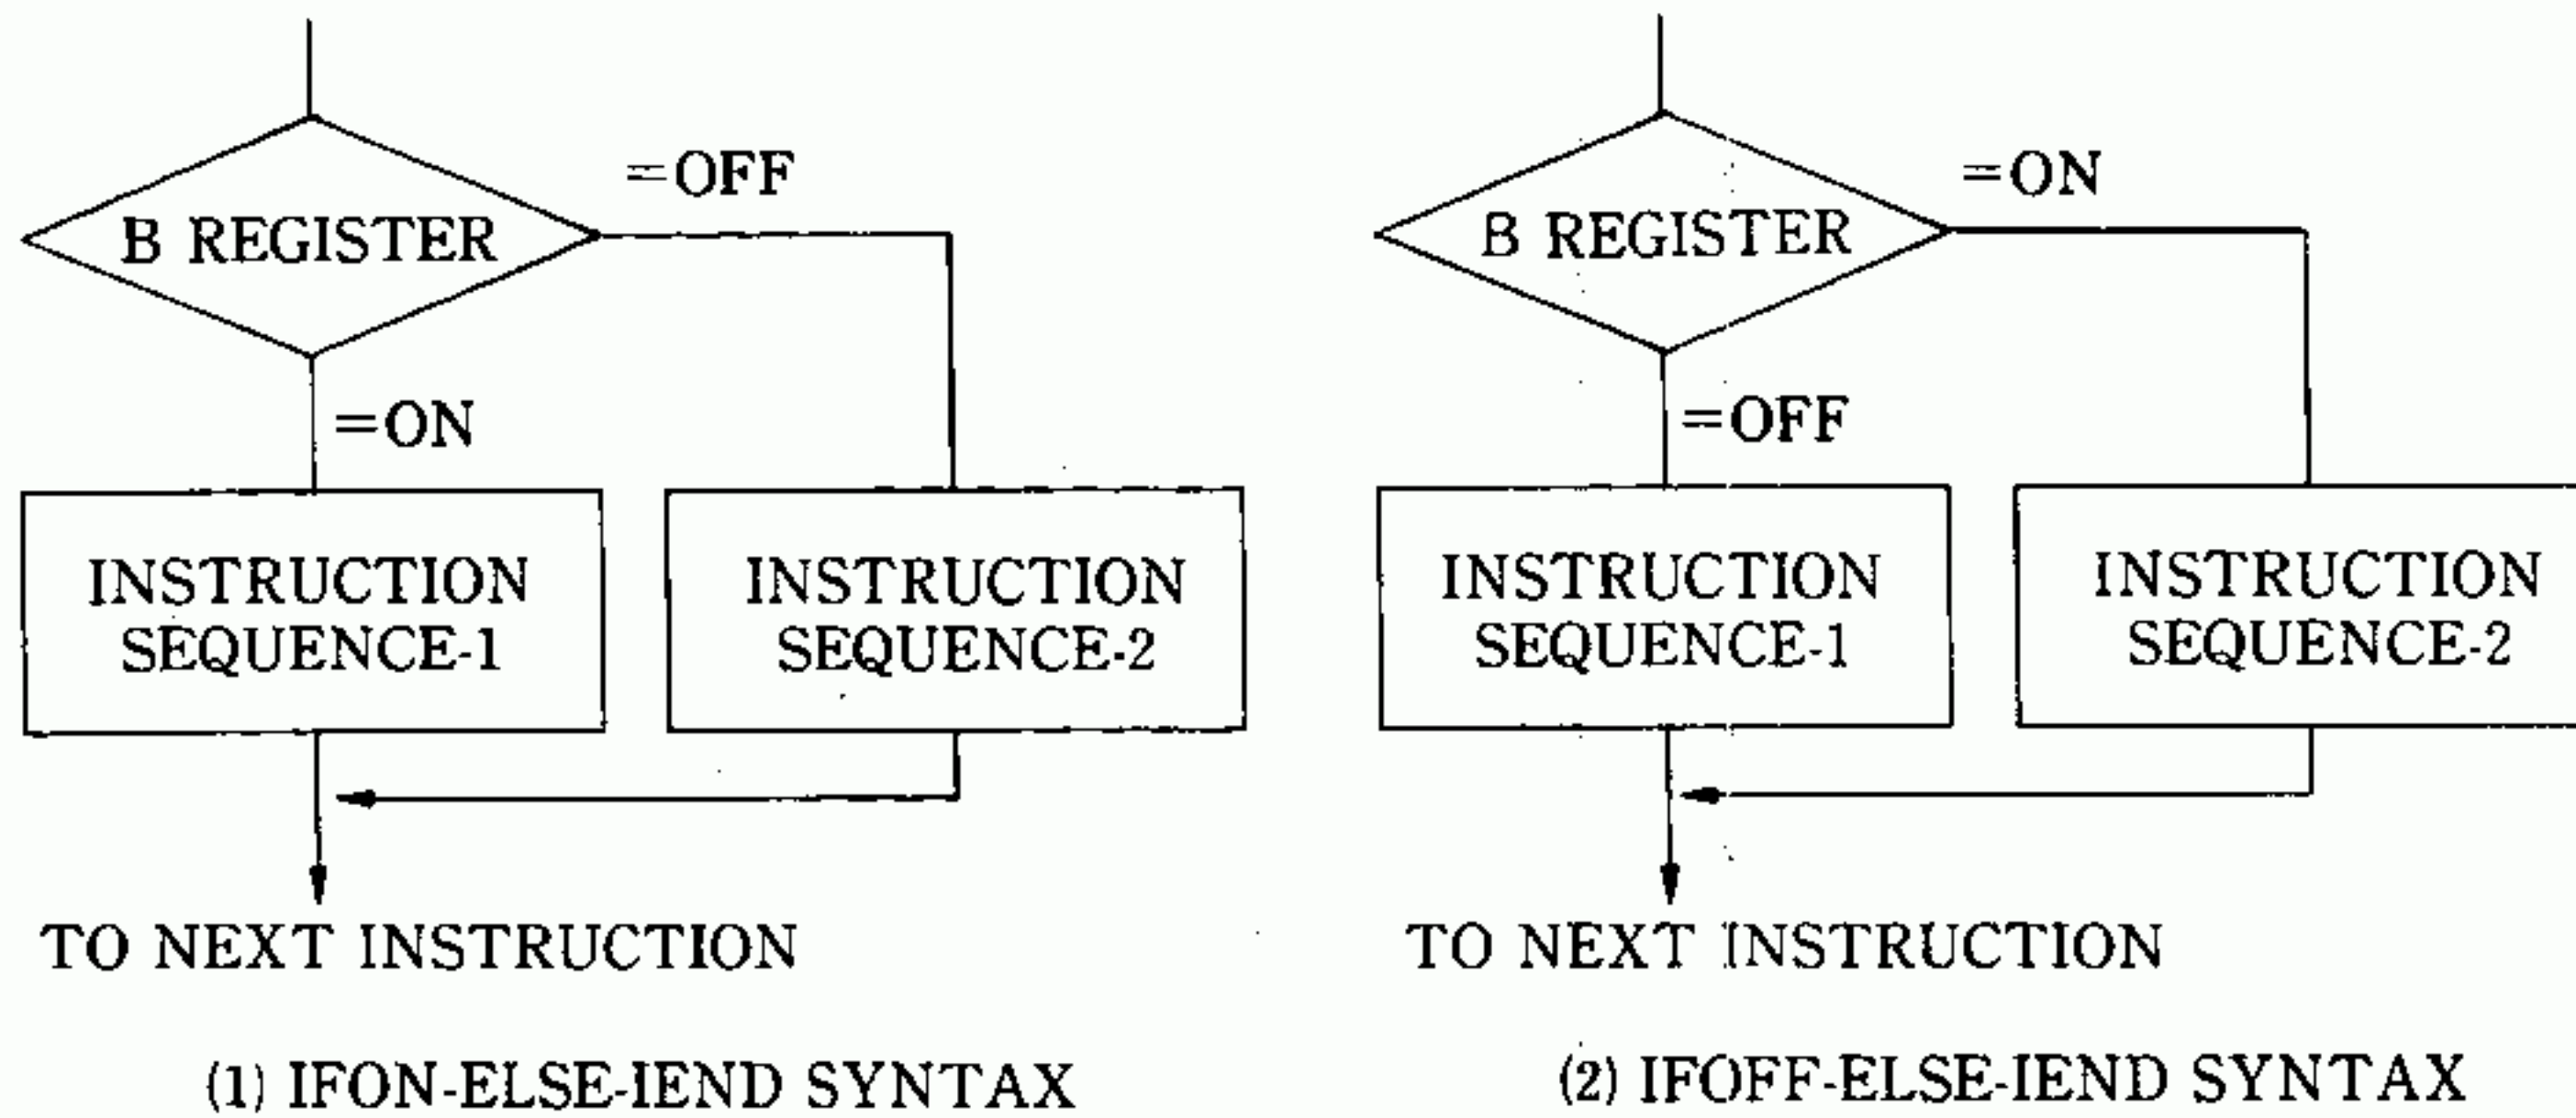 =OFF
B REGISTER
=ON
INSTRUCTION
SEQUENCE-1
INSTRUCTION
SEQUENCE-2
TO NEXT INSTRUCTION
(1) IFON-ELSE-IEND SYNTAX
=ON
B REGISTER
=OFF
INSTRUCTION
SEQUENCE-1
INSTRUCTION
SEQUENCE-2
TO NEXT INSTRUCTION
(2) IFOFF-ELSE-IEND SYNTAX